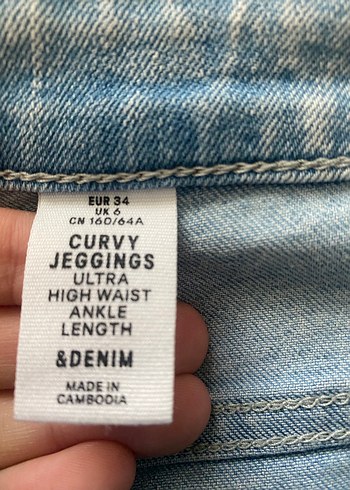 EUR 34
UK 6
CN 160/64A
CURVY
JEGGINGS
ULTRA
HIGH WAIST
ANKLE
LENGTH
&DENIM
MADE IN
CAMBODIA